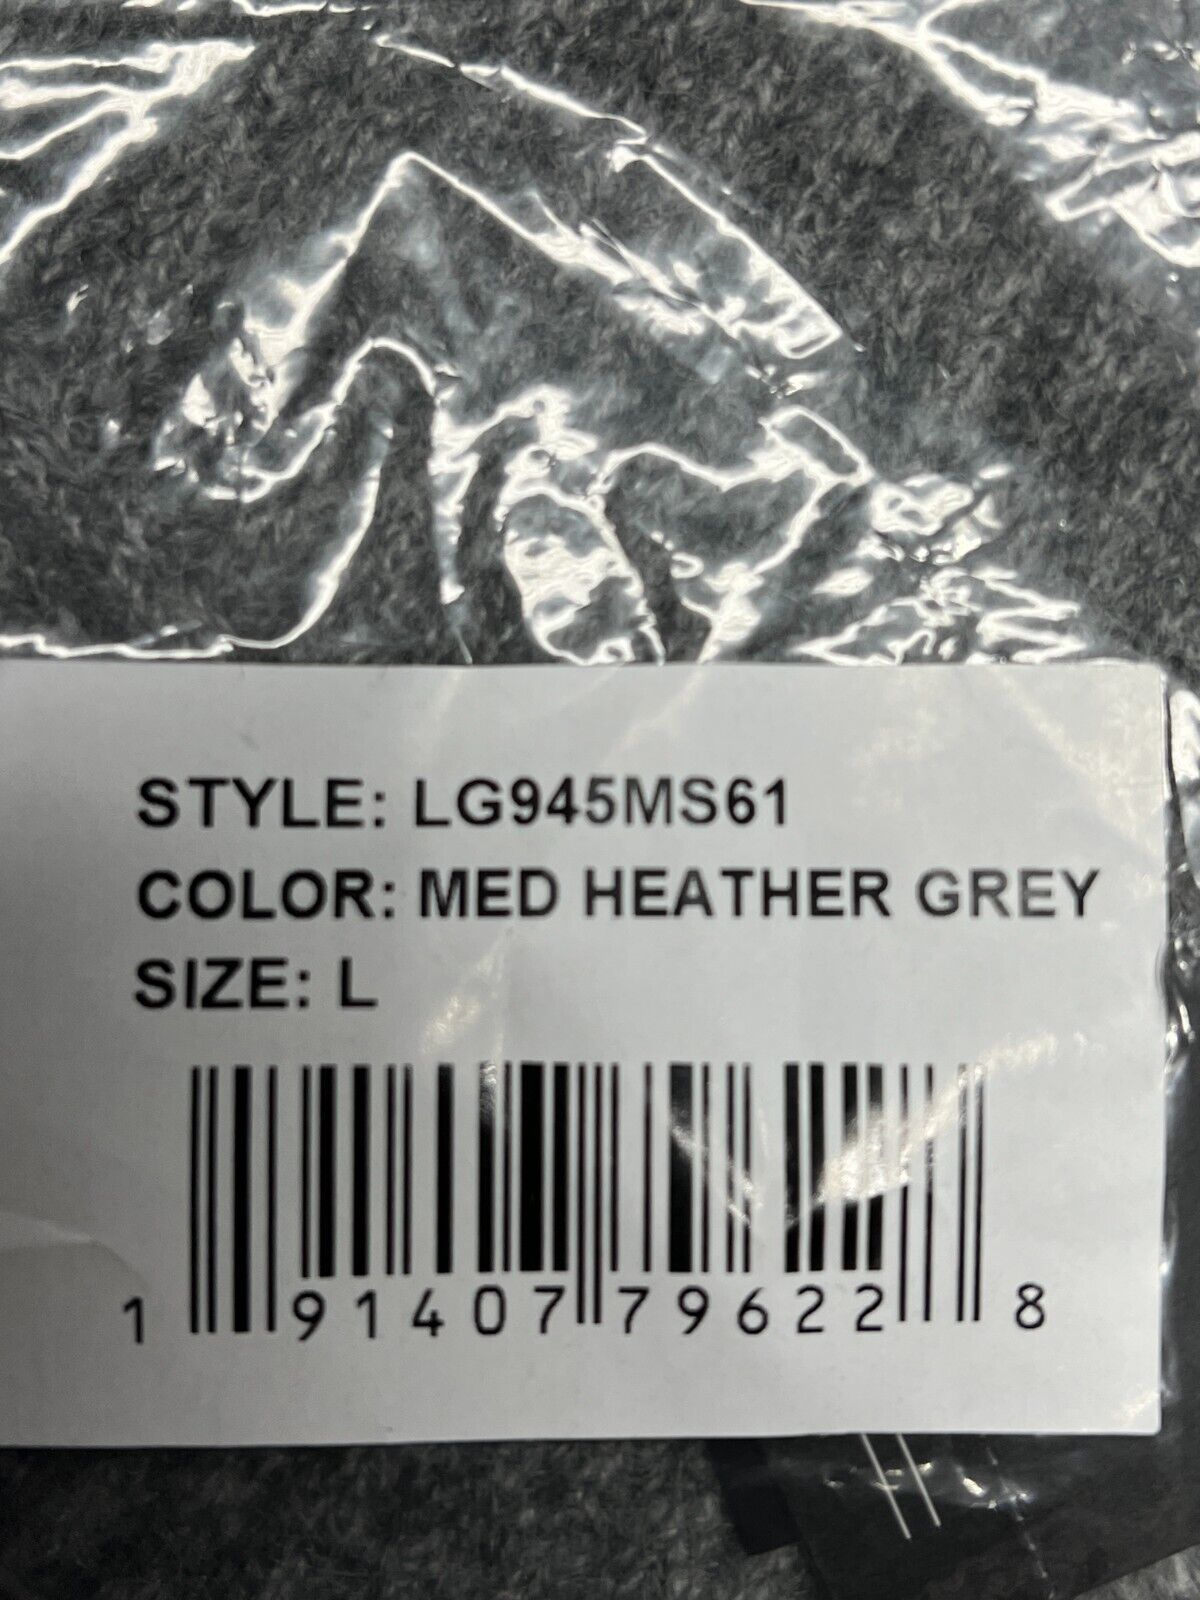 STYLE: LG945MS61
COLOR: MED HEATHER GREY
SIZE: L
1 91407 79622 8